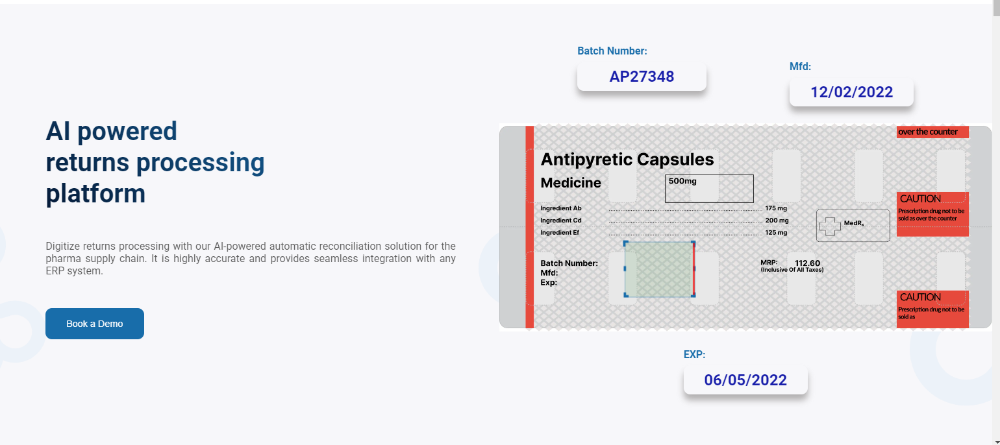 AI powered
returns processing
platform
Digitize returns processing with our AI-powered automatic reconciliation solution for the
pharma supply chain. It is highly accurate and provides seamless integration with any
ERP system.
Book a Demo
Batch Number:
AP27348
Mfd:
12/02/2022
over the counter
Antipyretic Capsules
Medicine
500mg
Ingredient Ab 175 mg
Ingredient Cd 200 mg
Ingredient Ef 125 mg
MedRx
CAUTION
Prescription drug not to be
sold as over the counter
Batch Number:
Mfd:
Exp:
MRP: 112.60
(Inclusive Of All Taxes)
CAUTION
Prescription drug not to be
sold as
EXP:
06/05/2022